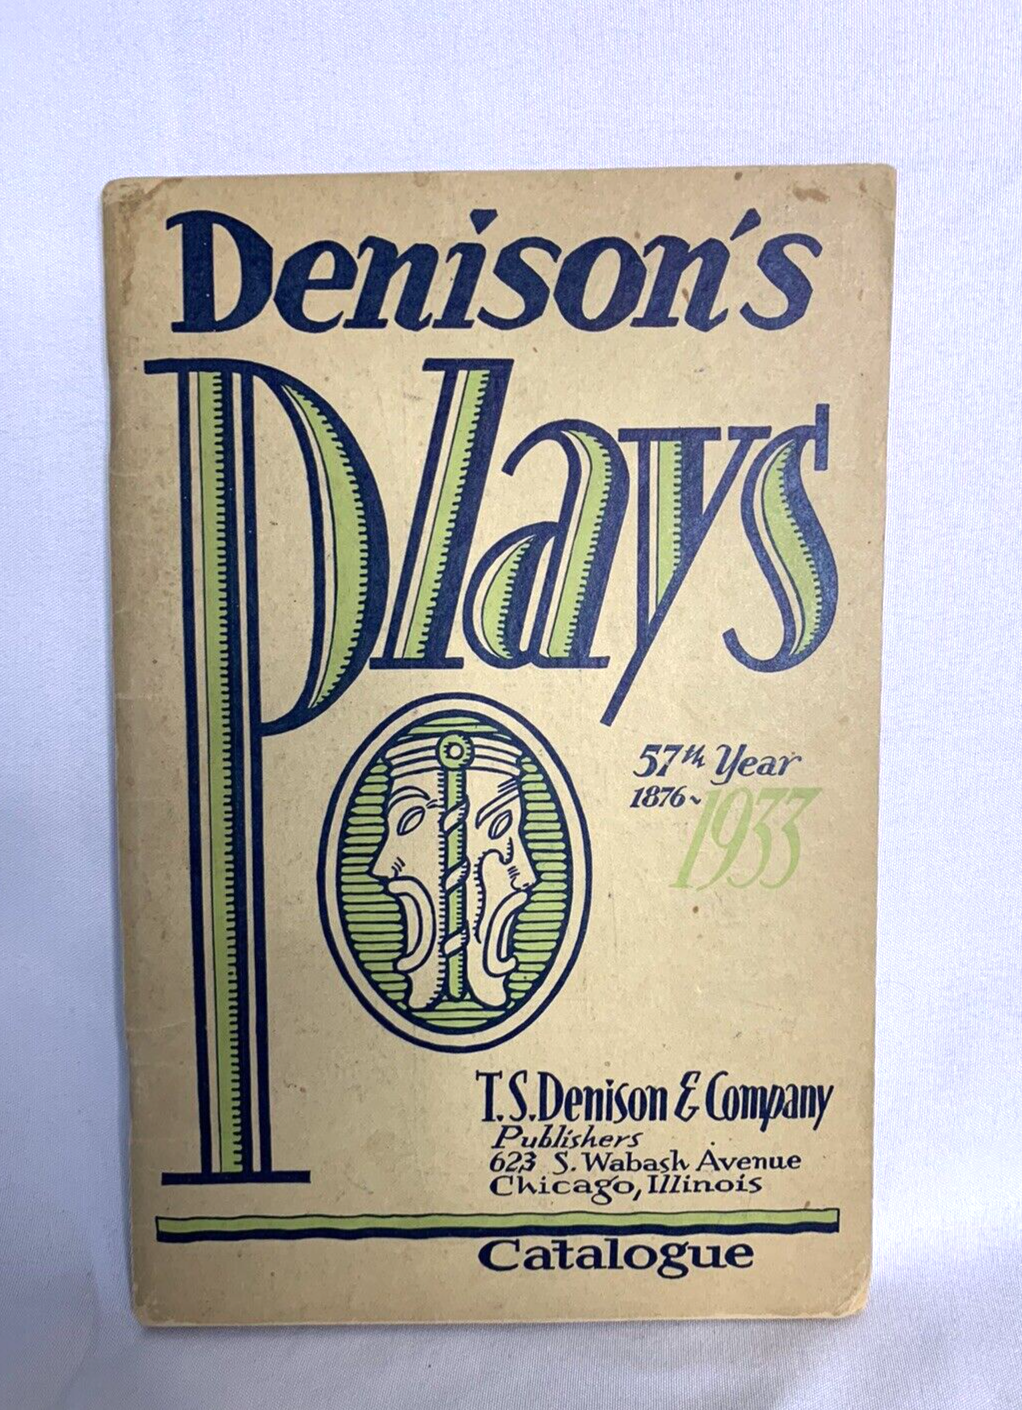 Denison's
Plays
57th Year
1876~1933
T.S. Denison & Company
Publishers
623 S. Wabash Avenue
Chicago, Illinois
Catalogue